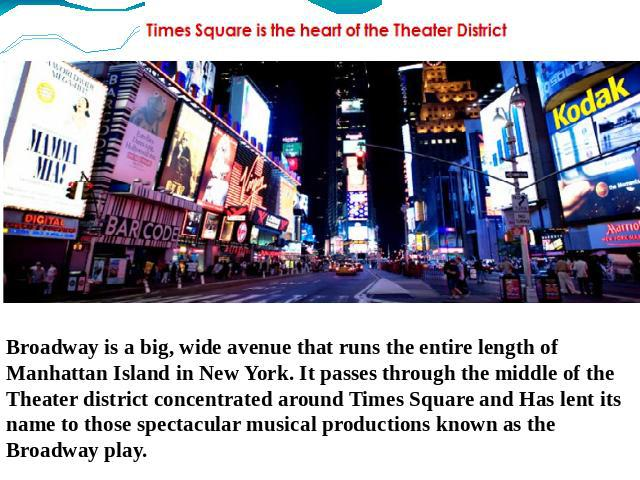 Times Square is the heart of the Theater District
MAMMA
MIA!
BAR CODE
DIGITAL
BAR CODE
Virgin
Kodak
Marriott
Broadway is a big, wide avenue that runs the entire length of
Manhattan Island in New York. It passes through the middle of the
Theater district concentrated around Times Square and Has lent its
name to those spectacular musical productions known as the
Broadway play.